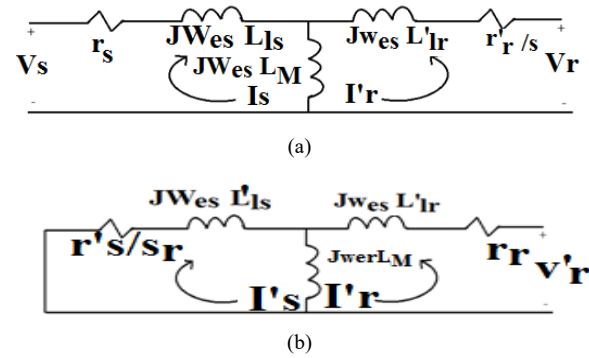 + JWes Lls Jwes L'lr r'r /s +
Vs rs JWes LM Vr
Is I'r
- -
(a)
JWes L'ls Jwes L'lr
r's/sr JwerLM rr +
I's I'r v'r
-
(b)